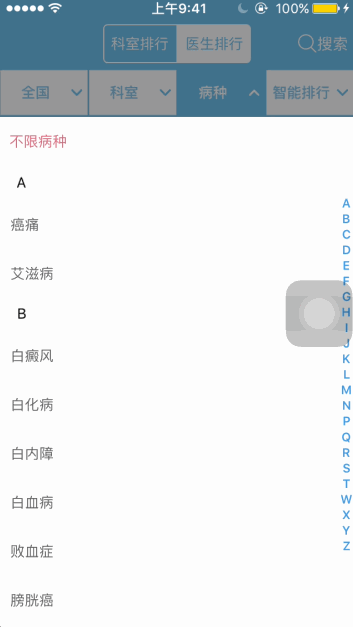 上午9:41 100%
科室排行 医生排行 搜索
全国 科室 病种 智能排行
不限病种
A
癌痛
艾滋病
B
白癜风
白化病
白内障
白血病
败血症
膀胱癌
A
B
C
D
E
F
G
H
I
J
K
L
M
N
P
Q
R
S
T
W
X
Y
Z